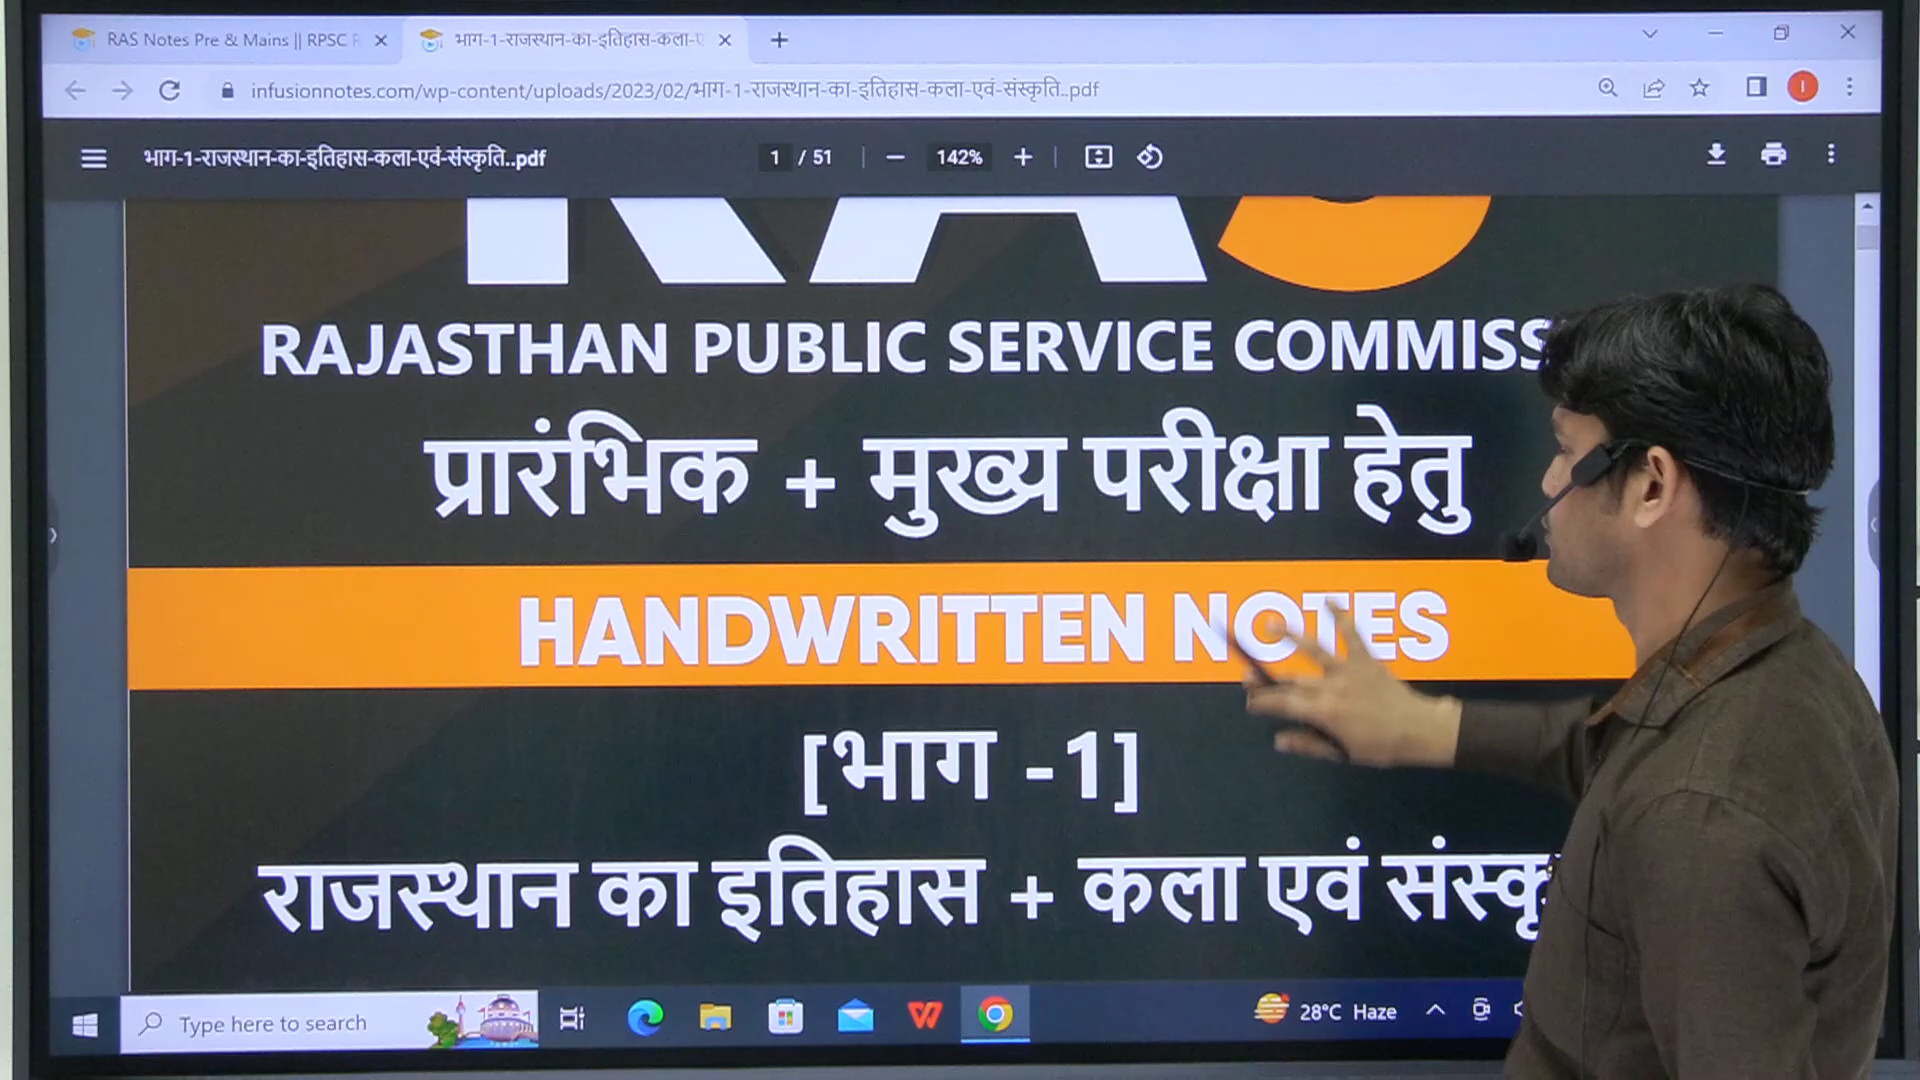 RAS Notes Pre & Mains || RPSC
भाग-1-राजस्थान-का-इतिहास-कला-ए
infusionnotes.com/wp-content/uploads/2023/02/भाग-1-राजस्थान-का-इतिहास-कला-एवं-संस्कृति..pdf
I
भाग-1-राजस्थान-का-इतिहास-कला-एवं-संस्कृति..pdf
1 / 51
142%
RAS
RAJASTHAN PUBLIC SERVICE COMMISS
प्रारंभिक + मुख्य परीक्षा हेतु
HANDWRITTEN NOTES
[भाग -1]
राजस्थान का इतिहास + कला एवं संस्कृ
Type here to search
28°C Haze